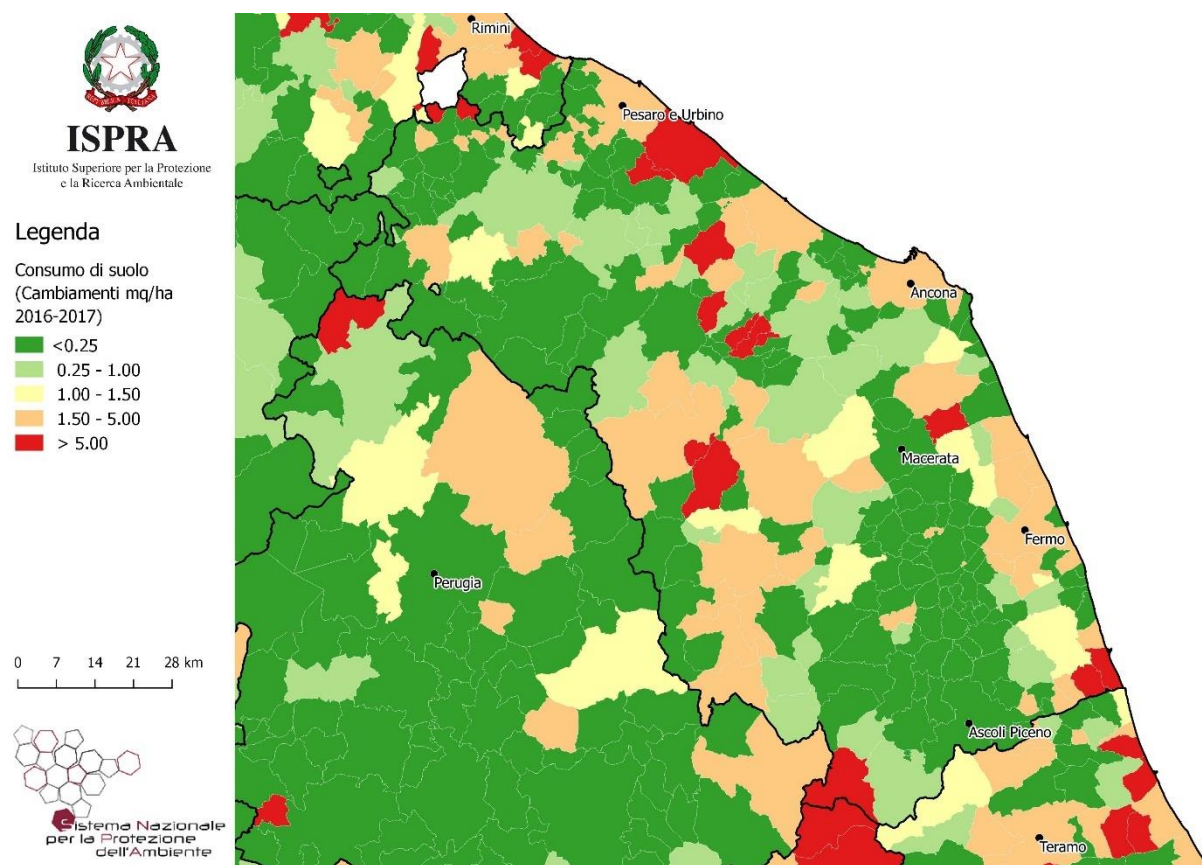 REPVBBLICA ITALIANA
ISPRA
Istituto Superiore per la Protezione
e la Ricerca Ambientale
Legenda
Consumo di suolo
(Cambiamenti mq/ha
2016-2017)
<0.25
0.25 - 1.00
1.00 - 1.50
1.50 - 5.00
> 5.00
0 7 14 21 28 km
Sistema Nazionale
per la Protezione
dell'Ambiente
Rimini
Pesaro e Urbino
Ancona
Macerata
Fermo
Perugia
Ascoli Piceno
Teramo